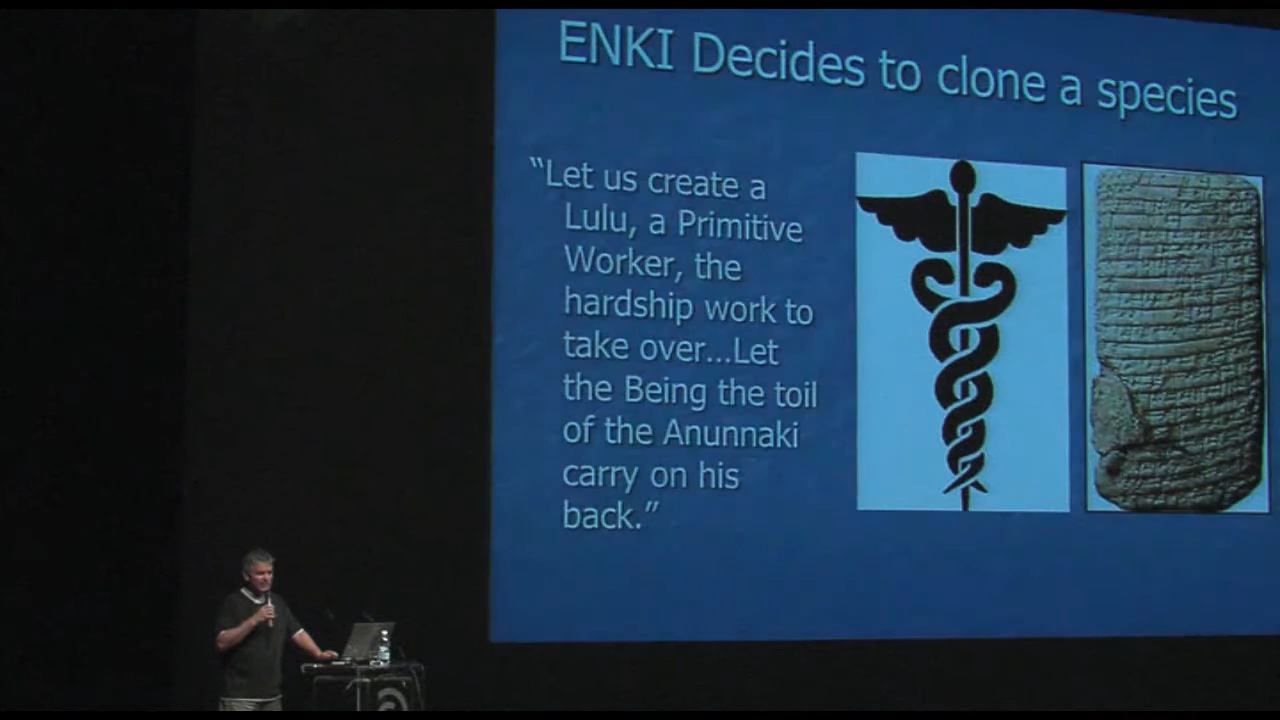 ENKI Decides to clone a species
“Let us create a
Lulu, a Primitive
Worker, the
hardship work to
take over...Let
the Being the toil
of the Anunnaki
carry on his
back.”